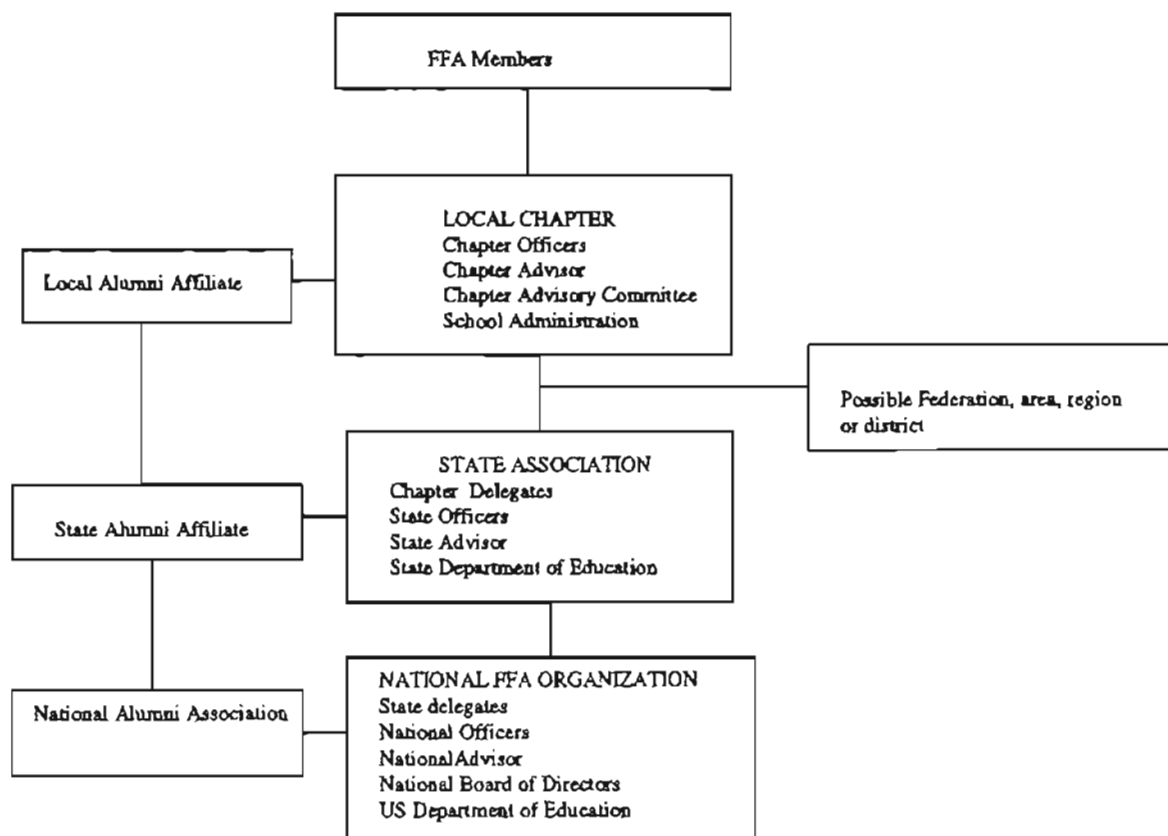 FFA Members
LOCAL CHAPTER
Chapter Officers
Chapter Advisor
Chapter Advisory Committee
School Administration
Local Alumni Affiliate
Possible Federation, area, region
or district
STATE ASSOCIATION
Chapter Delegates
State Officers
State Advisor
State Department of Education
State Alumni Affiliate
NATIONAL FFA ORGANIZATION
State delegates
National Officers
National Advisor
National Board of Directors
US Department of Education
National Alumni Association